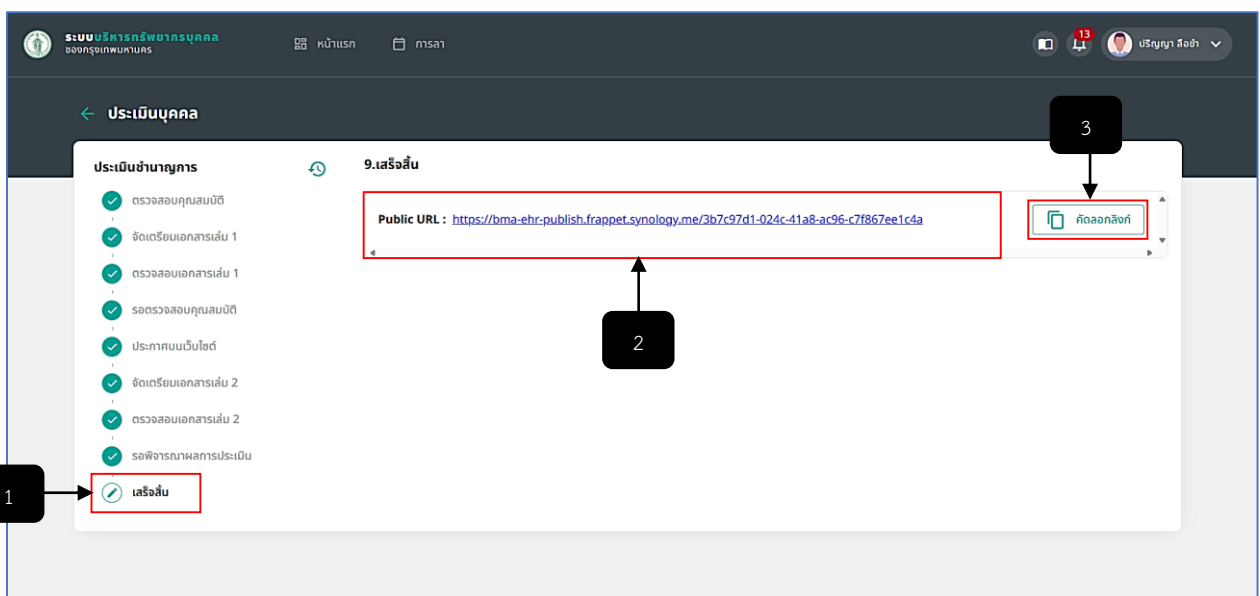 ระบบบริหารทรัพยากรบุคคล
ของกรุงเทพมหานคร
หน้าแรก
การลา
13
ปริญญา ลือขำ
ประเมินบุคคล
3
ประเมินชำนาญการ
9.เสร็จสิ้น
ตรวจสอบคุณสมบัติ
Public URL : https://bma-ehr-publish.frappet.synology.me/3b7c97d1-024c-41a8-ac96-c7f867ee1c4a
คัดลอกลิงก์
จัดเตรียมเอกสารเล่ม 1
ตรวจสอบเอกสารเล่ม 1
รอตรวจสอบคุณสมบัติ
2
ประกาศบนเว็บไซต์
จัดเตรียมเอกสารเล่ม 2
ตรวจสอบเอกสารเล่ม 2
รอพิจารณาผลการประเมิน
1
เสร็จสิ้น